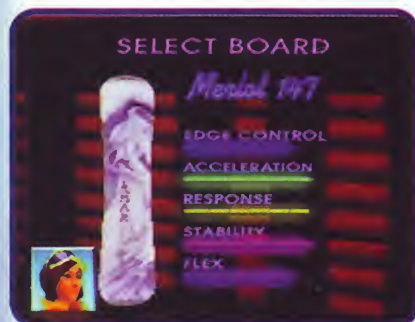 SELECT BOARD
Merlot 147
EDGE CONTROL
ACCELERATION
RESPONSE
STABILITY
FLEX